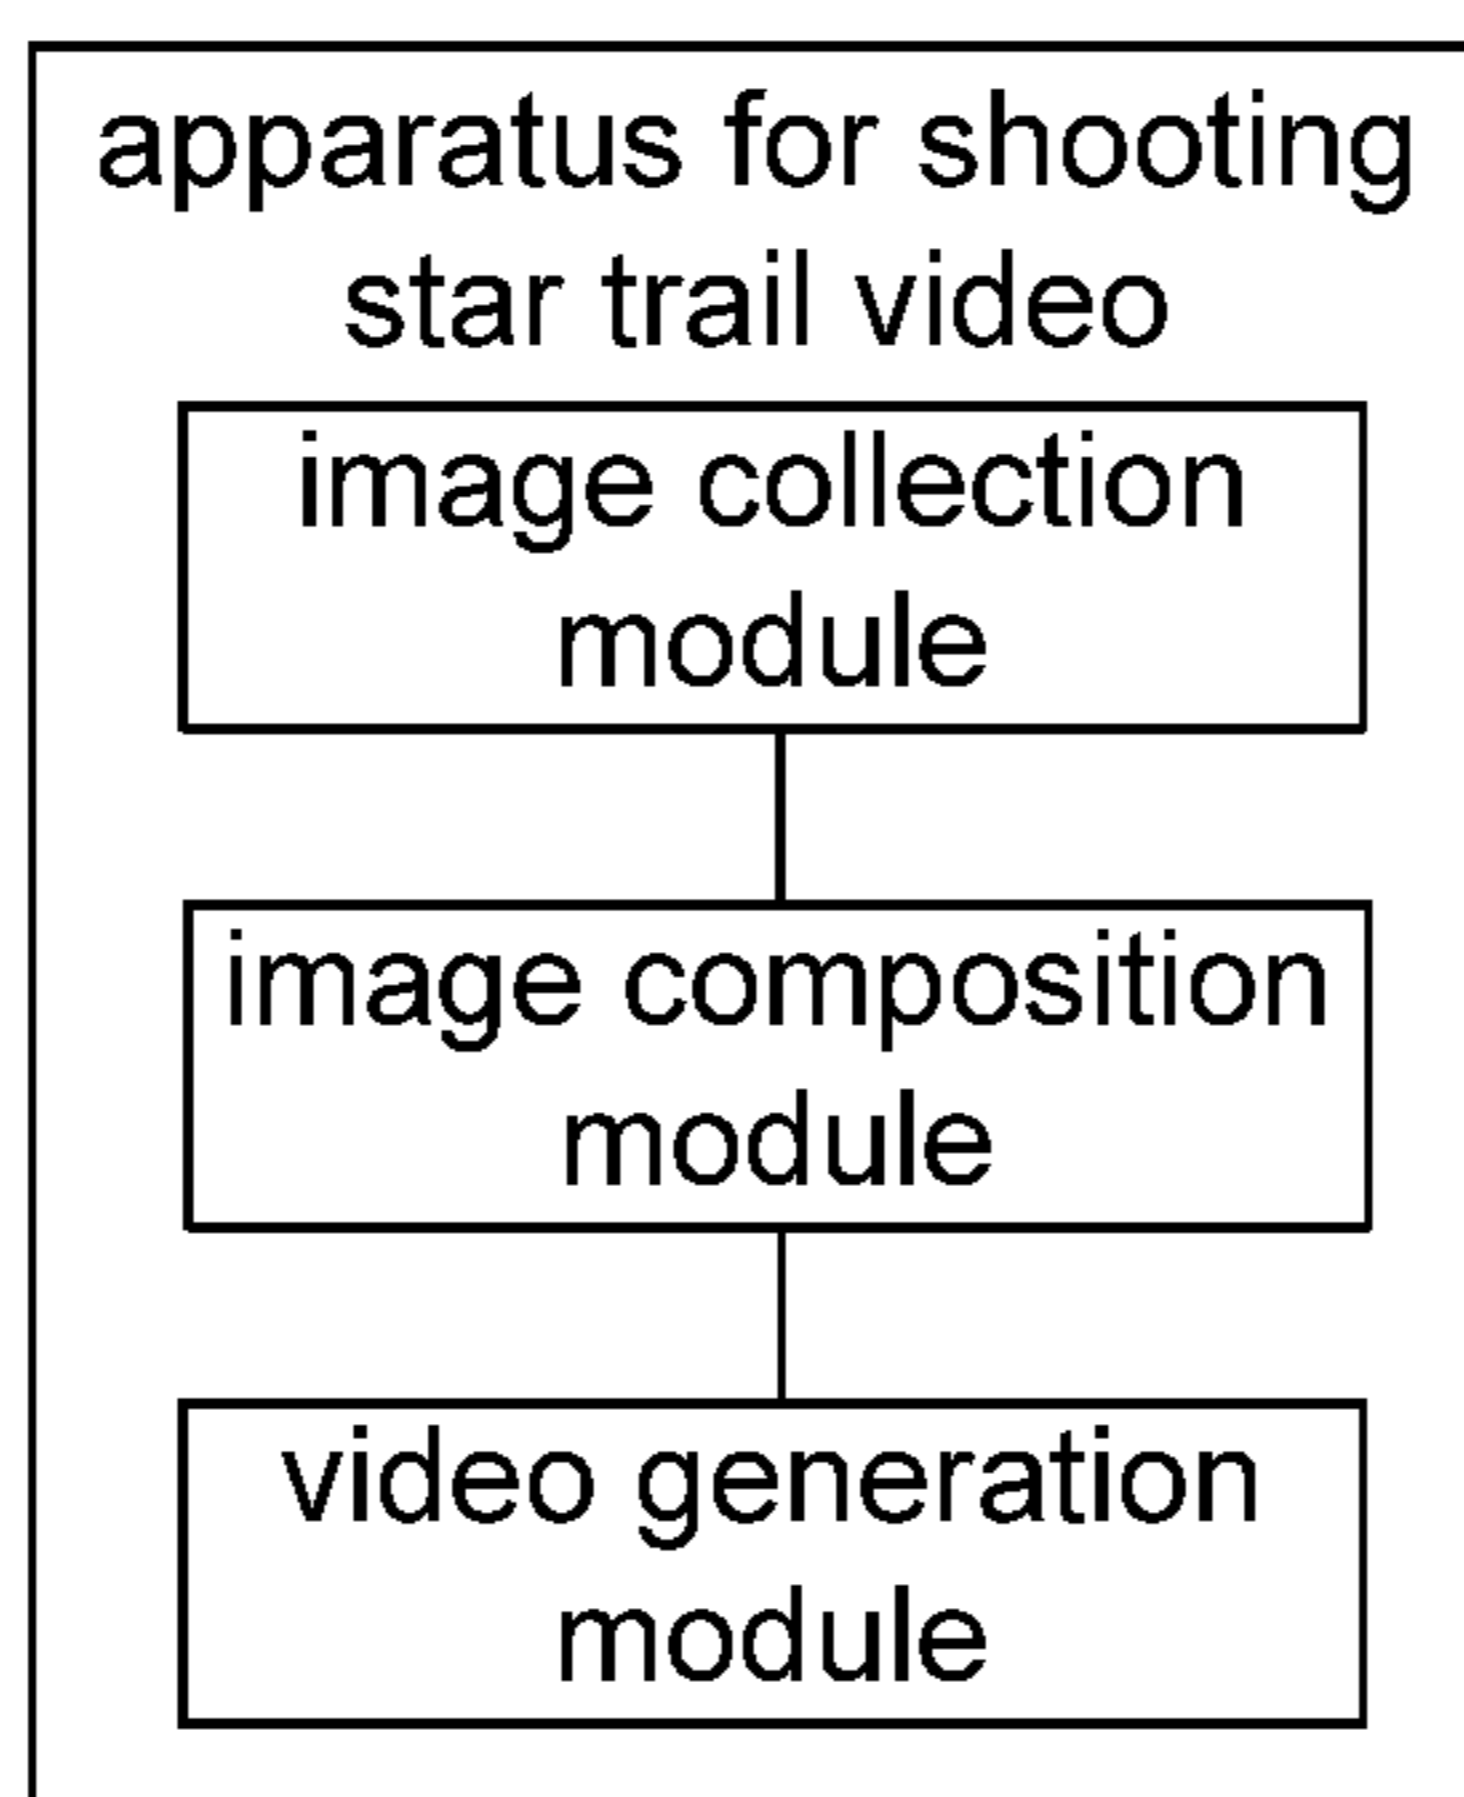 apparatus for shooting
star trail video
image collection
module
image composition
module
video generation
module